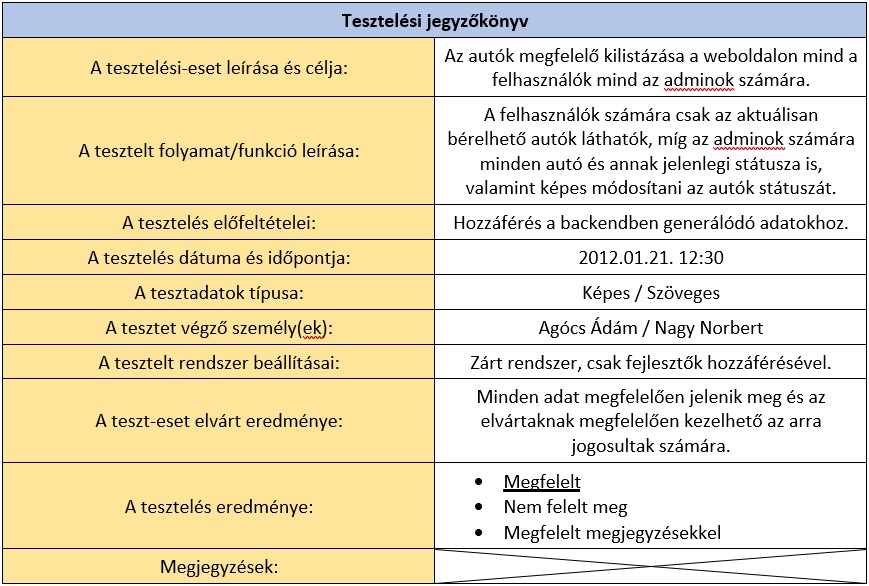 Tesztelési jegyzőkönyv
A tesztelési-eset leírása és célja:
Az autók megfelelő kilistázása a weboldalon mind a
felhasználók mind az adminok számára.
A tesztelt folyamat/funkció leírása:
A felhasználók számára csak az aktuálisan
bérelhető autók láthatók, míg az adminok számára
minden autó és annak jelenlegi státusza is,
valamint képes módosítani az autók státuszát.
A tesztelés előfeltételei:
Hozzáférés a backendben generálódó adatokhoz.
A tesztelés dátuma és időpontja:
2012.01.21. 12:30
A tesztadatok típusa:
Képes / Szöveges
A tesztet végző személy(ek):
Agócs Ádám / Nagy Norbert
A tesztelt rendszer beállításai:
Zárt rendszer, csak fejlesztők hozzáférésével.
A teszt-eset elvárt eredménye:
Minden adat megfelelően jelenik meg és az
elvártaknak megfelelően kezelhető az arra
jogosultak számára.
A tesztelés eredménye:
• Megfelelt
• Nem felelt meg
• Megfelelt megjegyzésekkel
Megjegyzések: